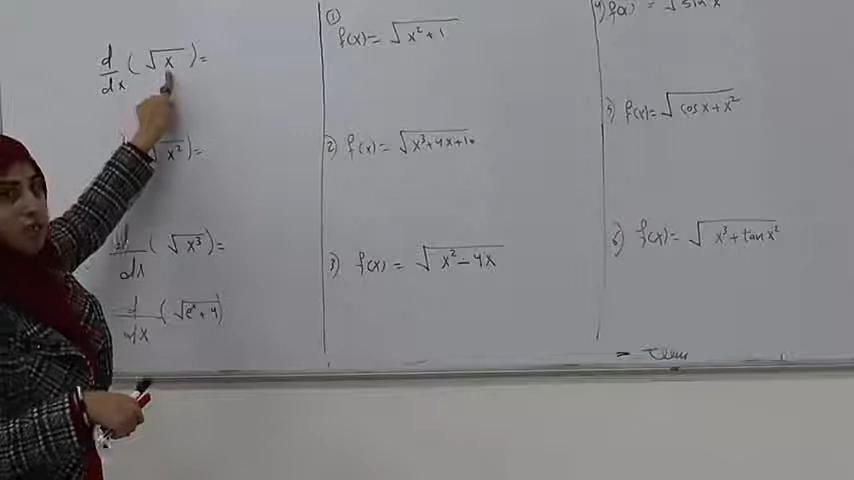 d/dx (√x) =
√x²) =
d/dx (√x³) =
d/dx (√eˣ + 4)
① f(x) = √x² + 1
2) f(x) = √x³ + 4x + 10
3) f(x) = √x² - 4x
4) f(x) = √sin x
5) f(x) = √cos x + x²
6) f(x) = √x³ + tan x²